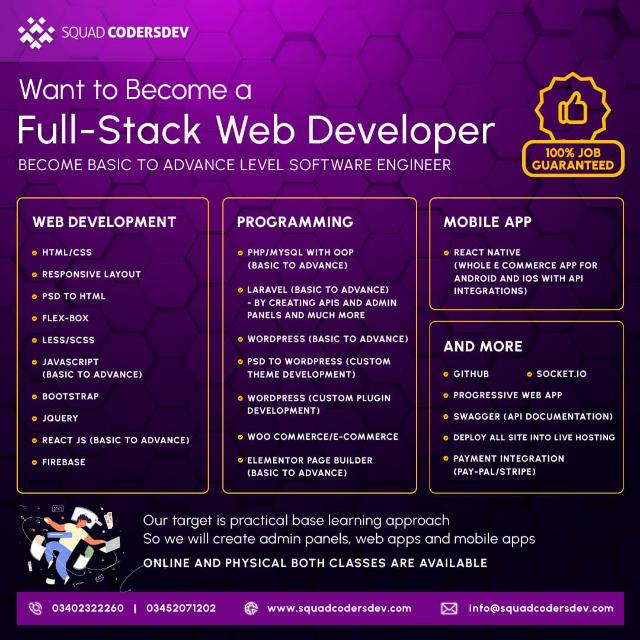 SQUAD CODERSDEV
Want to Become a
Full-Stack Web Developer
BECOME BASIC TO ADVANCE LEVEL SOFTWARE ENGINEER
100% JOB
GUARANTEED
WEB DEVELOPMENT
HTML/CSS
RESPONSIVE LAYOUT
PSD TO HTML
FLEX-BOX
LESS/SCSS
JAVASCRIPT
(BASIC TO ADVANCE)
BOOTSTRAP
JQUERY
REACT JS (BASIC TO ADVANCE)
FIREBASE
PROGRAMMING
PHP/MYSQL WITH OOP
(BASIC TO ADVANCE)
LARAVEL (BASIC TO ADVANCE)
- BY CREATING APIS AND ADMIN
PANELS AND MUCH MORE
WORDPRESS (BASIC TO ADVANCE)
PSD TO WORDPRESS (CUSTOM
THEME DEVELOPMENT)
WORDPRESS (CUSTOM PLUGIN
DEVELOPMENT)
WOO COMMERCE/E-COMMERCE
ELEMENTOR PAGE BUILDER
(BASIC TO ADVANCE)
MOBILE APP
REACT NATIVE
(WHOLE E COMMERCE APP FOR
ANDROID AND IOS WITH API
INTEGRATIONS)
AND MORE
GITHUB SOCKET.IO
PROGRESSIVE WEB APP
SWAGGER (API DOCUMENTATION)
DEPLOY ALL SITE INTO LIVE HOSTING
PAYMENT INTEGRATION
(PAY-PAL/STRIPE)
Our target is practical base learning approach
So we will create admin panels, web apps and mobile apps
ONLINE AND PHYSICAL BOTH CLASSES ARE AVAILABLE
03402322260 | 03452071202 www.squadcodersdev.com info@squadcodersdev.com